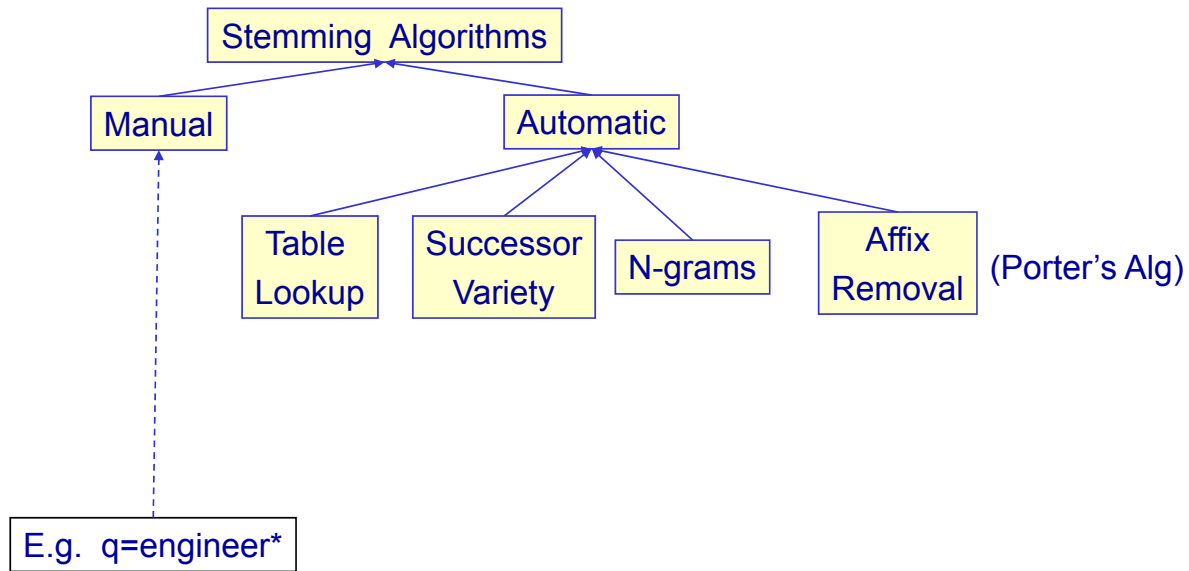 Stemming Algorithms
Manual
Automatic
Table
Lookup
Successor
Variety
N-grams
Affix
Removal
(Porter’s Alg)
E.g. q=engineer*